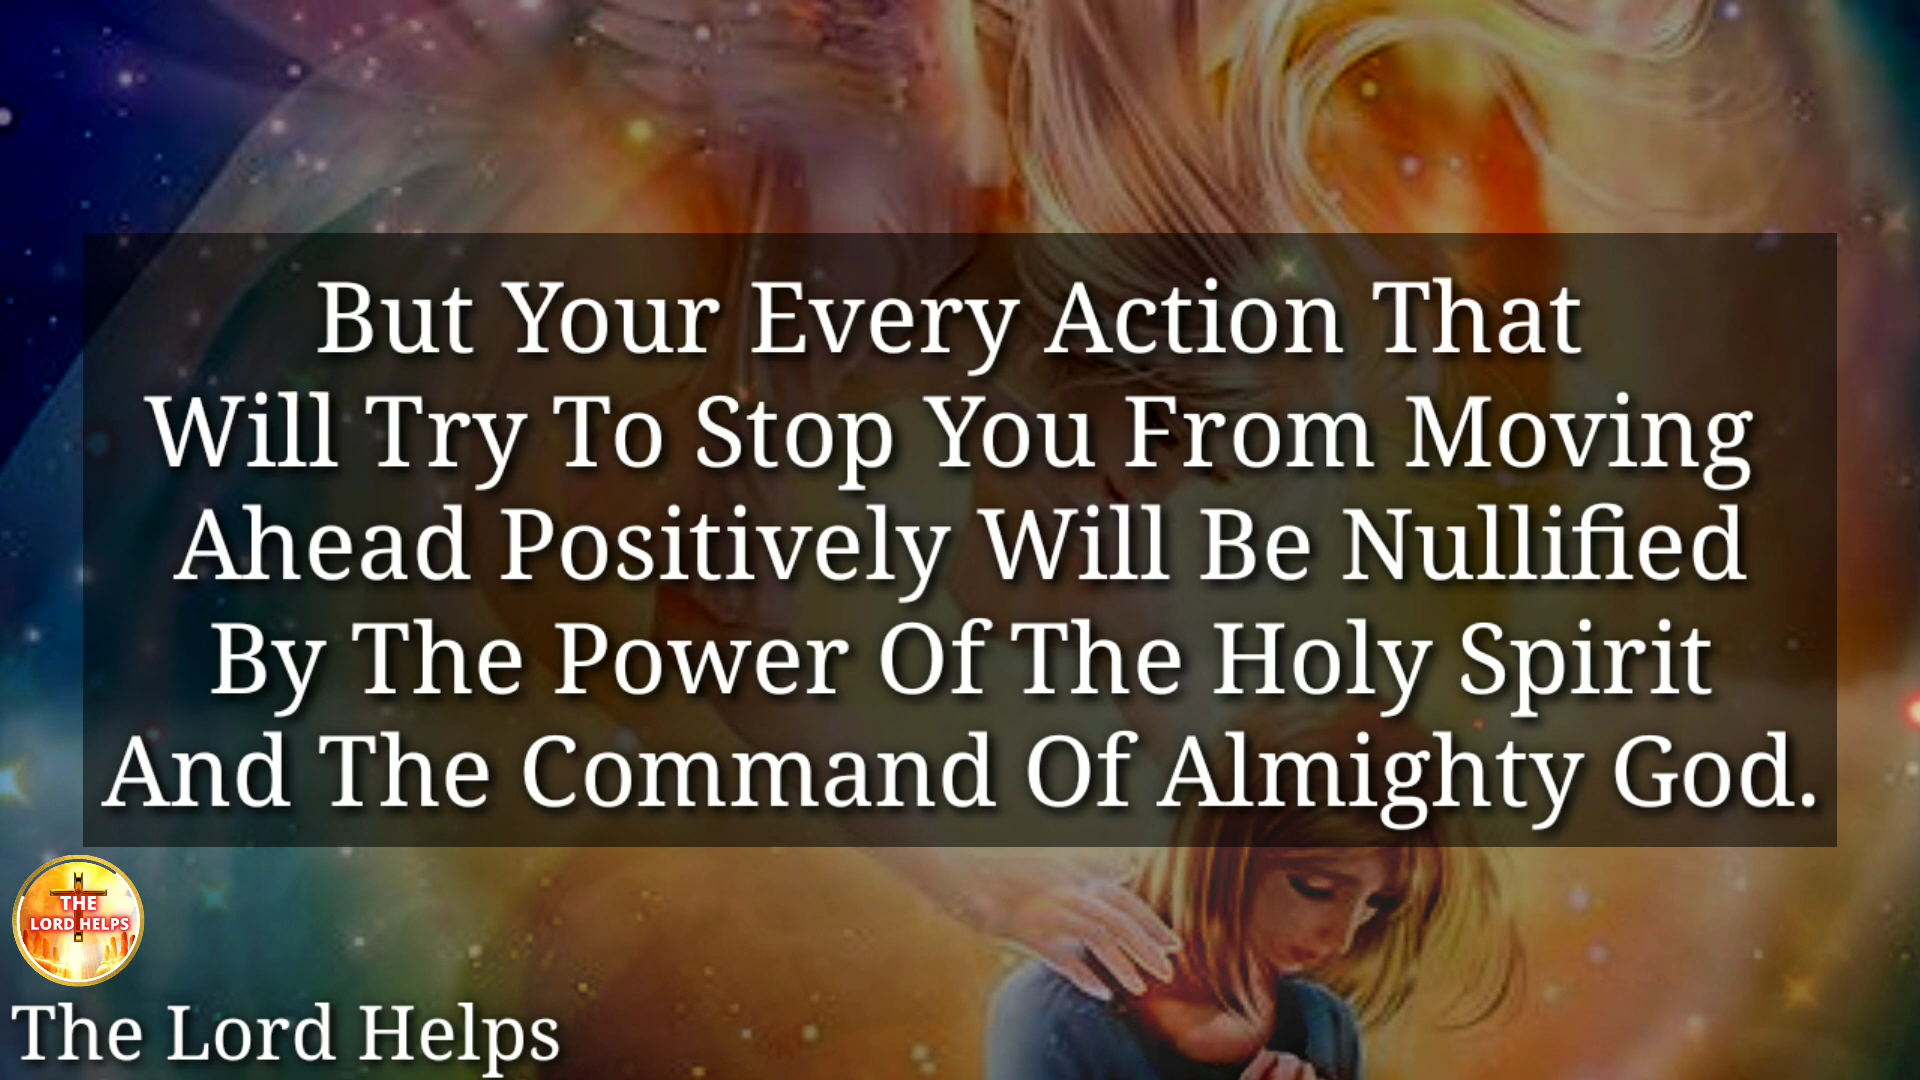 But Your Every Action That
Will Try To Stop You From Moving
Ahead Positively Will Be Nullified
By The Power Of The Holy Spirit
And The Command Of Almighty God.
THE
LORD HELPS
The Lord Helps